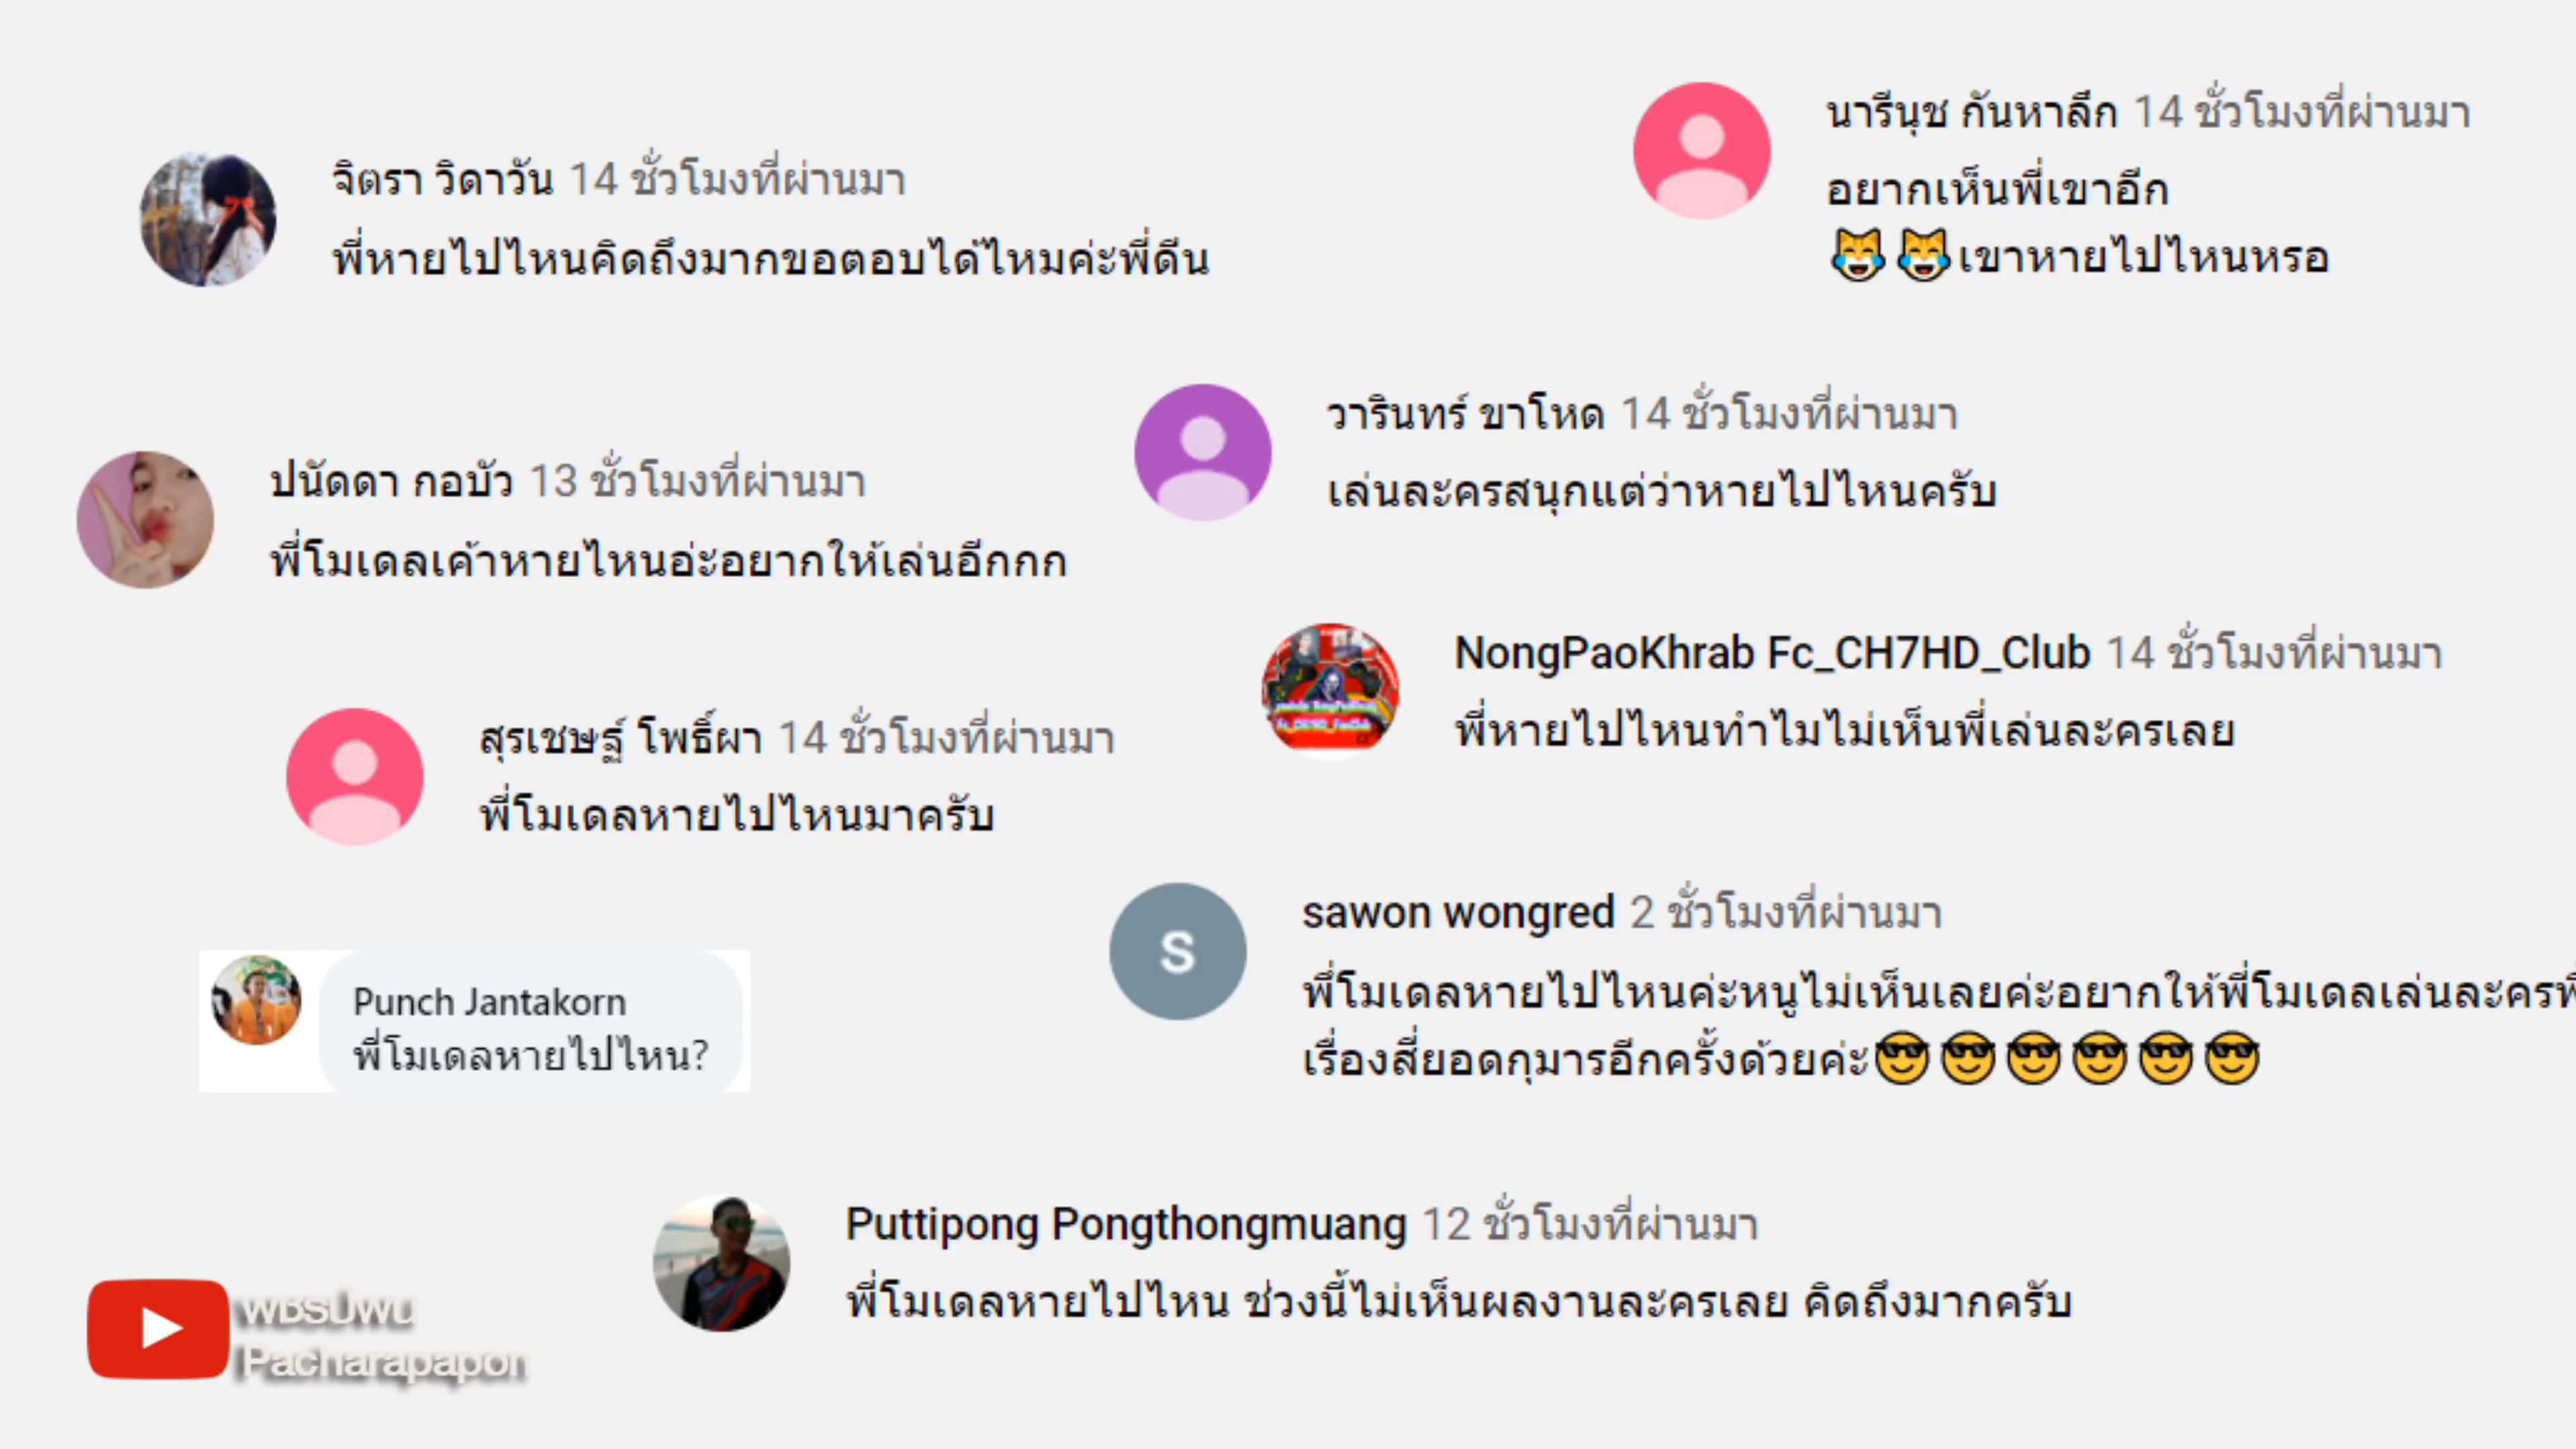 จิตรา วิดาวัน 14 ชั่วโมงที่ผ่านมา
พี่หายไปไหนคิดถึงมากขอตอบได้ไหมค่ะพี่ดีน
นารีนุช กันหาลึก 14 ชั่วโมงที่ผ่านมา
อยากเห็นพี่เขาอีก
😹😹เขาหายไปไหนหรอ
ปนัดดา กอบัว 13 ชั่วโมงที่ผ่านมา
พี่โมเดลเค้าหายไหนอ่ะอยากให้เล่นอีกกก
วารินทร์ ขาโหด 14 ชั่วโมงที่ผ่านมา
เล่นละครสนุกแต่ว่าหายไปไหนครับ
NongPaoKhrab Fc_CH7HD_Club 14 ชั่วโมงที่ผ่านมา
พี่หายไปไหนทำไมไม่เห็นพี่เล่นละครเลย
สุรเชษฐ์ โพธิ์ผา 14 ชั่วโมงที่ผ่านมา
พี่โมเดลหายไปไหนมาครับ
S
sawon wongred 2 ชั่วโมงที่ผ่านมา
พึ่โมเดลหายไปไหนค่ะหนูไม่เห็นเลยค่ะอยากให้พี่โมเดลเล่นละคร
เรื่องสี่ยอดกุมารอีกครั้งด้วยค่ะ😎😎😎😎😎😎
Punch Jantakorn
พี่โมเดลหายไปไหน?
Puttipong Pongthongmuang 12 ชั่วโมงที่ผ่านมา
พี่โมเดลหายไปไหน ช่วงนี้ไม่เห็นผลงานละครเลย คิดถึงมากครับ
WBSUWU
Pacharapapon